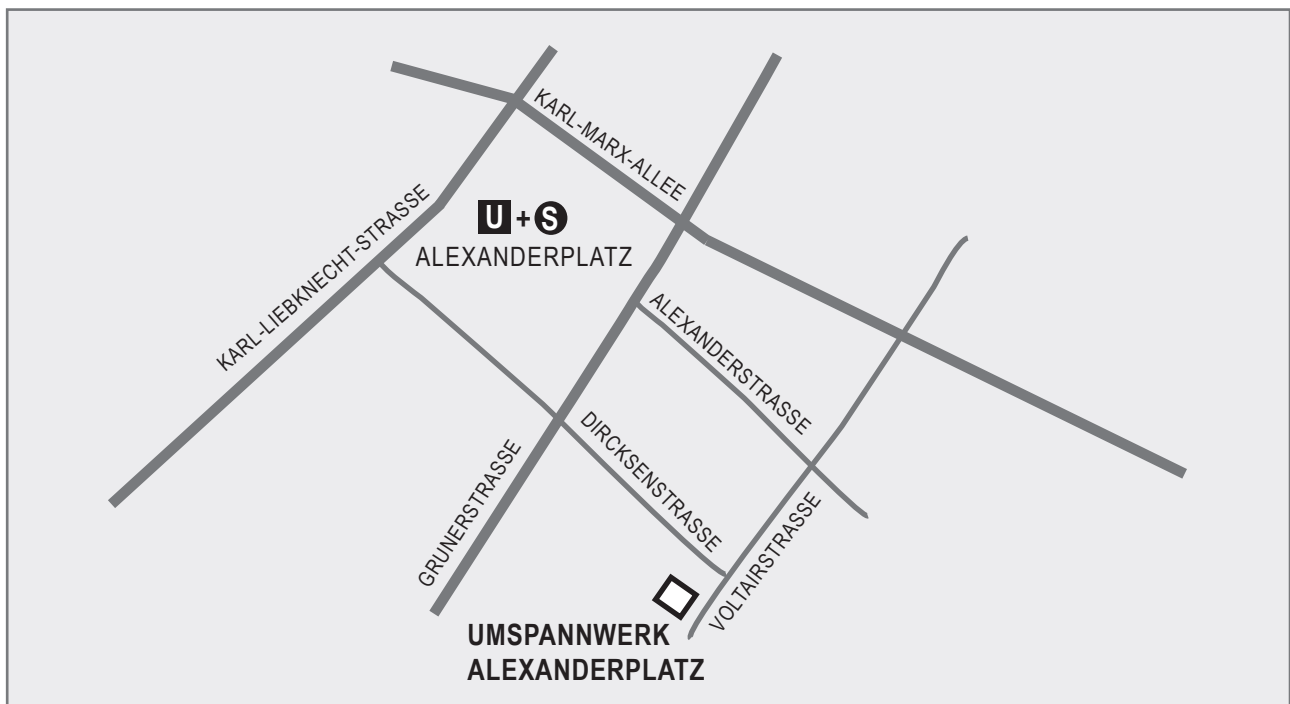 KARL-MARX-ALLEE
KARL-LIEBKNECHT-STRASSE
U + S
ALEXANDERPLATZ
ALEXANDERSTRASSE
DIRCKSENSTRASSE
GRUNERSTRASSE
VOLTAIRSTRASSE
UMSPANNWERK
ALEXANDERPLATZ